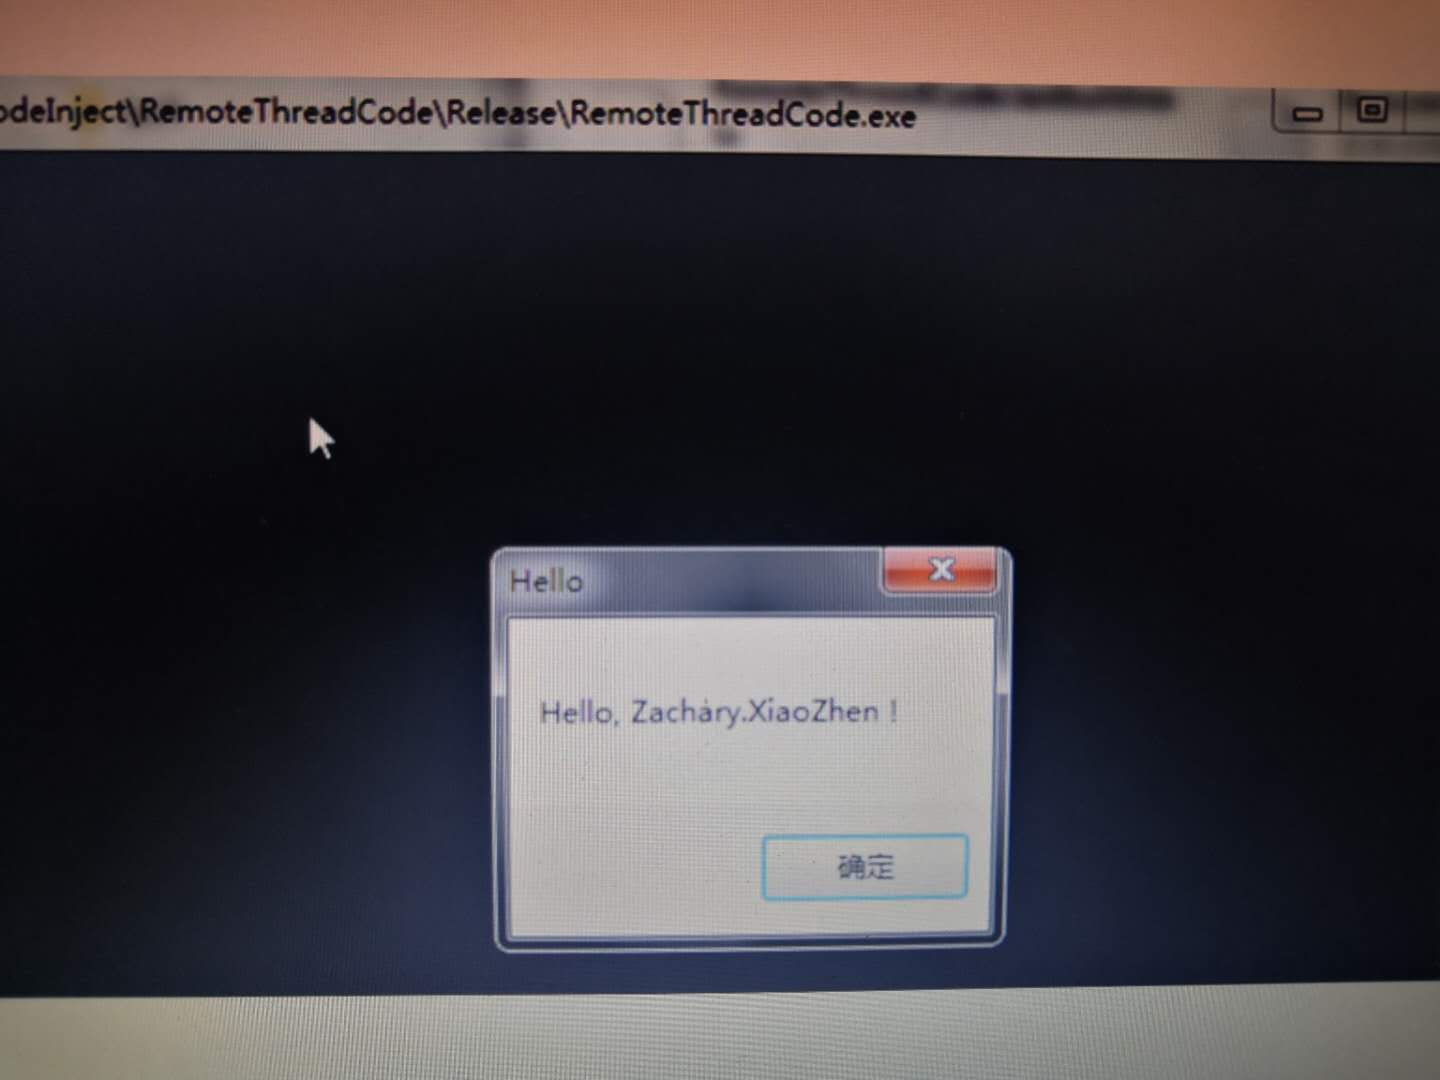 odeInject\RemoteThreadCode\Release\RemoteThreadCode.exe
Hello
Hello, Zachary.XiaoZhen !
确定